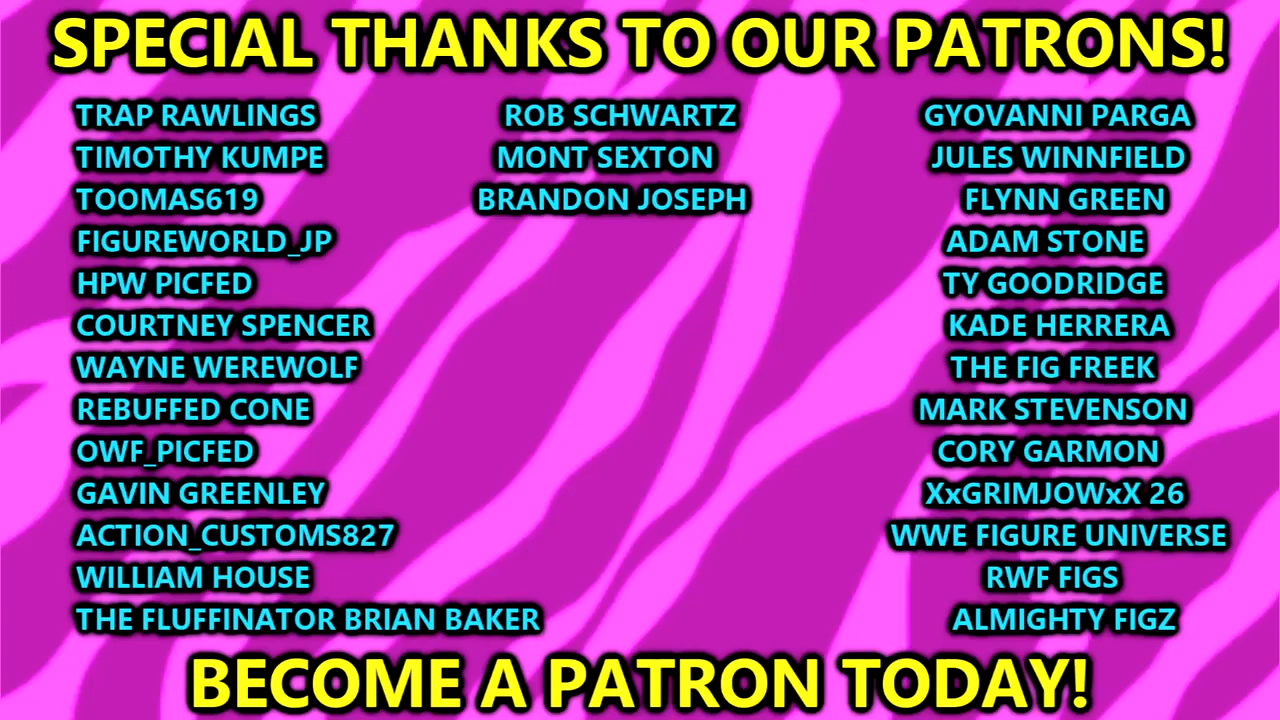 SPECIAL THANKS TO OUR PATRONS!
TRAP RAWLINGS
TIMOTHY KUMPE
TOOMAS619
FIGUREWORLD_JP
HPW PICFED
COURTNEY SPENCER
WAYNE WEREWOLF
REBUFFED CONE
OWF_PICFED
GAVIN GREENLEY
ACTION_CUSTOMS827
WILLIAM HOUSE
THE FLUFFINATOR BRIAN BAKER
ROB SCHWARTZ
MONT SEXTON
BRANDON JOSEPH
GYOVANNI PARGA
JULES WINNFIELD
FLYNN GREEN
ADAM STONE
TY GOODRIDGE
KADE HERRERA
THE FIG FREEK
MARK STEVENSON
CORY GARMON
XxGRIMJOWxX 26
WWE FIGURE UNIVERSE
RWF FIGS
ALMIGHTY FIGZ
BECOME A PATRON TODAY!